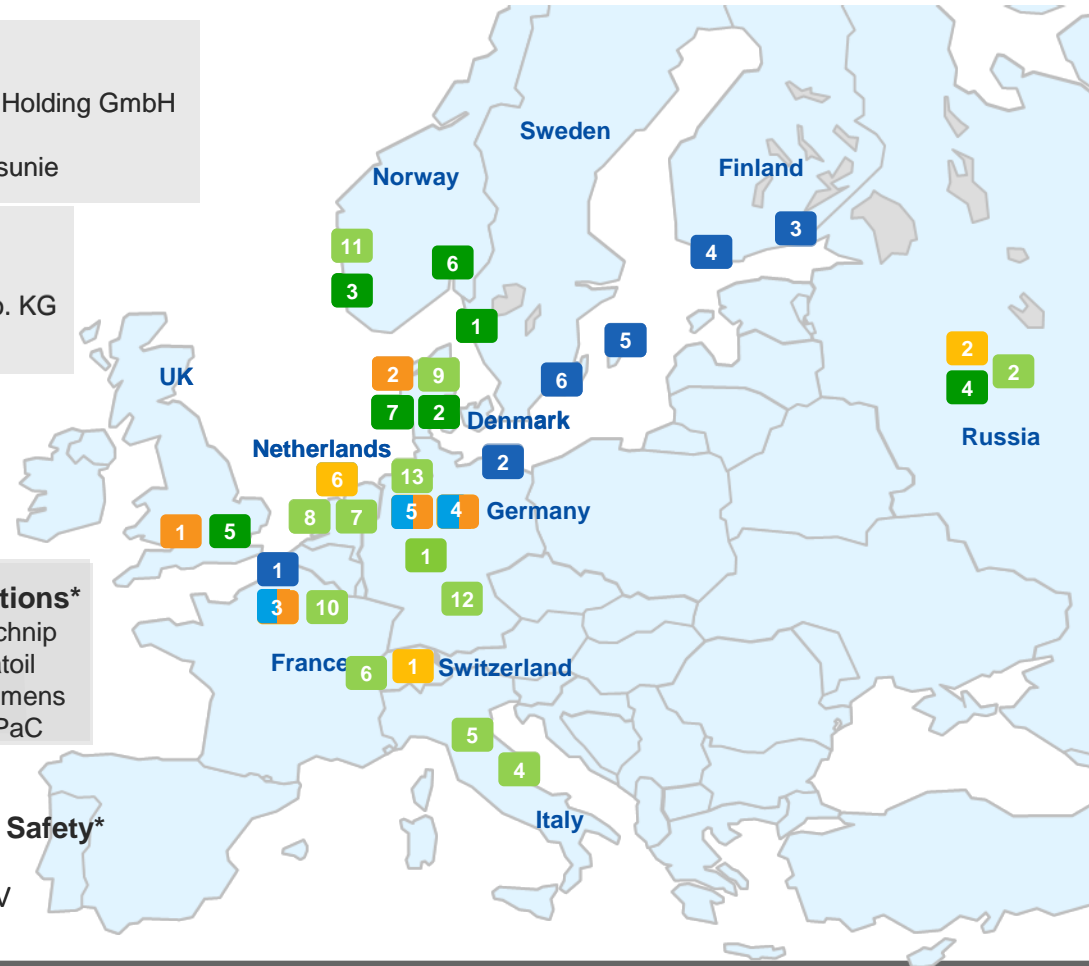 Holding GmbH
sunie
. KG
tions*
chnip
atoil
mens
PaC
Safety*
V
Sweden
Norway
Finland
11
6
3
3
4
1
5
2
9
6
7
2
Denmark
UK
2
2
4
Russia
Netherlands
2
6
13
8
7
5
4
Germany
1
5
1
1
3
10
12
France
6
1
Switzerland
5
4
Italy